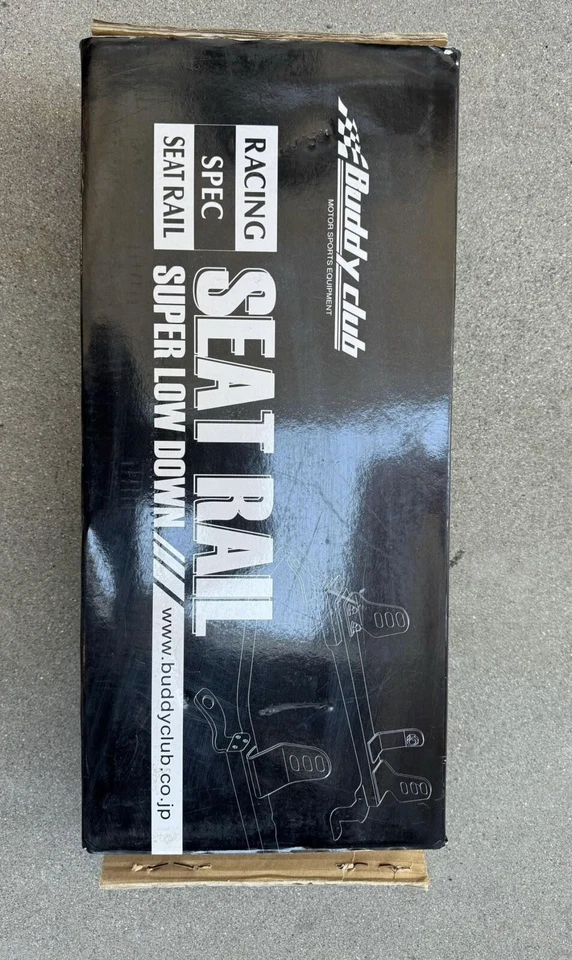 Buddy club
MOTOR SPORTS EQUIPMENT
RACING
SPEC
SEAT RAIL
SEAT RAIL
SUPER LOW DOWN
www.buddyclub.co.jp